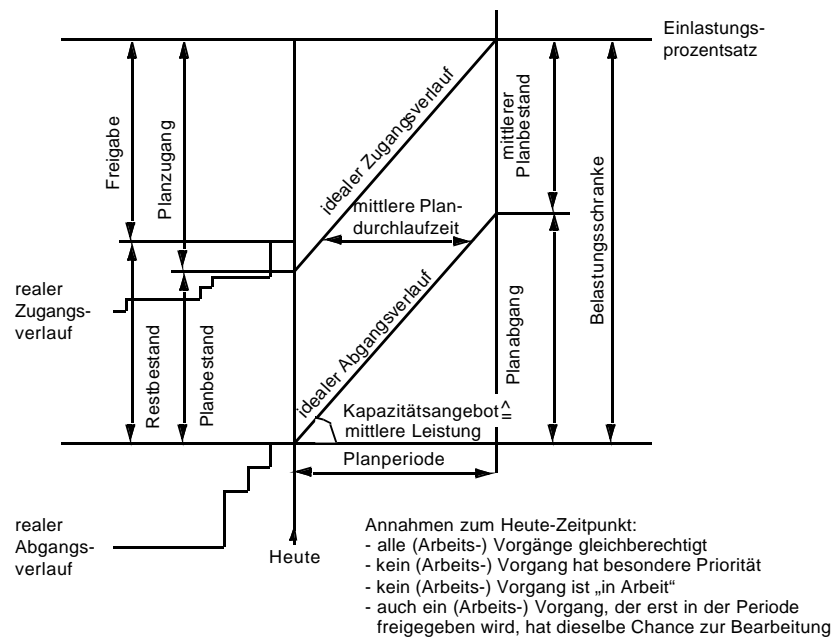 Einlastungs-
prozentsatz
Freigabe
Planzugang
idealer Zugangsverlauf
mittlerer
Planbestand
mittlere Plan-
durchlaufzeit
Belastungsschranke
realer
Zugangs-
verlauf
Restbestand
Planbestand
idealer Abgangsverlauf
Planabgang
Kapazitätsangebot ≙
mittlere Leistung
Planperiode
realer
Abgangs-
verlauf
Heute
Annahmen zum Heute-Zeitpunkt:
- alle (Arbeits-) Vorgänge gleichberechtigt
- kein (Arbeits-) Vorgang hat besondere Priorität
- kein (Arbeits-) Vorgang ist „in Arbeit“
- auch ein (Arbeits-) Vorgang, der erst in der Periode
freigegeben wird, hat dieselbe Chance zur Bearbeitung